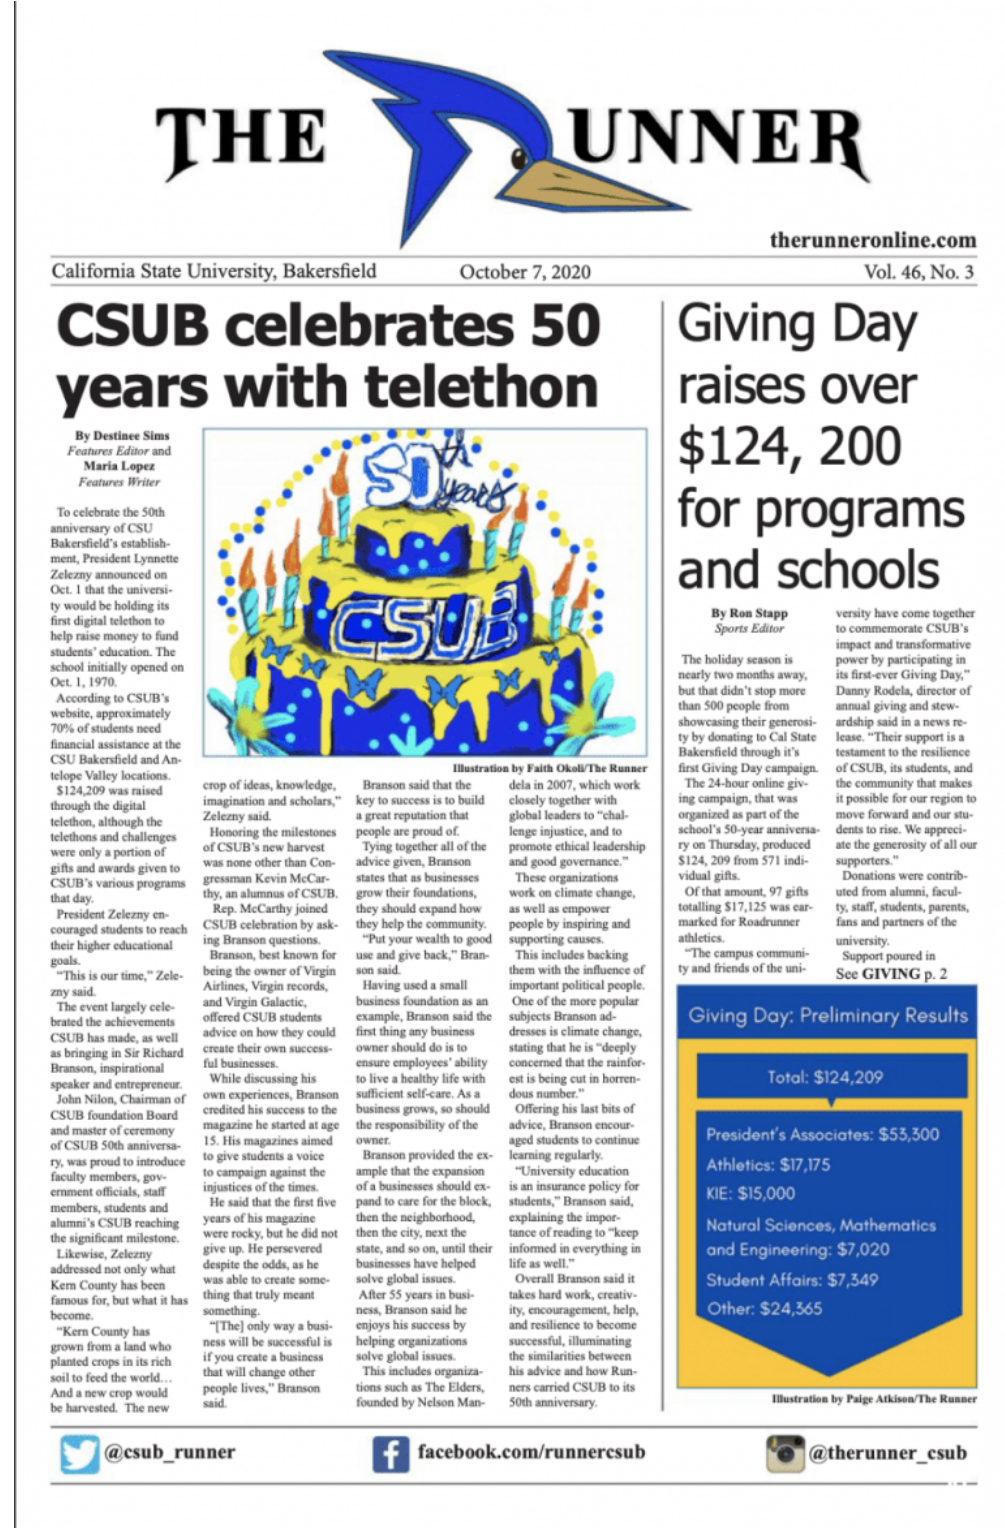 THE RUNNER
therunneronline.com
California State University, Bakersfield October 7, 2020 Vol. 46, No. 3
CSUB celebrates 50
years with telethon
By Destinee Sims
Features Editor and
Maria Lopez
Features Writer
To celebrate the 50th
anniversary of CSU
Bakersfield's establish-
ment, President Lynnette
Zelezny announced on
Oct. 1 that the universi-
ty would be holding its
first digital telethon to
help raise money to fund
students' education. The
school initially opened on
Oct. 1, 1970.
According to CSUB's
website, approximately
70% of students need
financial assistance at the
CSU Bakersfield and An-
telope Valley locations.
$124,209 was raised
through the digital
telethon, although the
telethons and challenges
were only a portion of
gifts and awards given to
CSUB's various programs
that day.
President Zelezny en-
couraged students to reach
their higher educational
goals.
"This is our time," Zele-
zny said.
The event largely cele-
brated the achievements
CSUB has made, as well
as bringing in Sir Richard
Branson, inspirational
speaker and entrepreneur.
John Nilon, Chairman of
CSUB foundation Board
and master of ceremony
of CSUB 50th anniversa-
ry, was proud to introduce
faculty members, gov-
ernment officials, staff
members, students and
alumni's CSUB reaching
the significant milestone.
Likewise, Zelezny
addressed not only what
Kern County has been
famous for, but what it has
become.
"Kern County has
grown from a land who
planted crops in its rich
soil to feed the world…
And a new crop would
be harvested. The new
50th
years
CSUB
Illustration by Faith Okoli/The Runner
crop of ideas, knowledge,
imagination and scholars,"
Zelezny said.
Honoring the milestones
of CSUB's new harvest
was none other than Con-
gressman Kevin McCar-
thy, an alumnus of CSUB.
Rep. McCarthy joined
CSUB celebration by ask-
ing Branson questions.
Branson, best known for
being the owner of Virgin
Airlines, Virgin records,
and Virgin Galactic,
offered CSUB students
advice on how they could
create their own success-
ful businesses.
While discussing his
own experiences, Branson
credited his success to the
magazine he started at age
15. His magazines aimed
to give students a voice
to campaign against the
injustices of the times.
He said that the first five
years of his magazine
were rocky, but he did not
give up. He persevered
despite the odds, as he
was able to create some-
thing that truly meant
something.
"[The] only way a busi-
ness will be successful is
if you create a business
that will change other
people lives," Branson
said.
Branson said that the
key to success is to build
a great reputation that
people are proud of.
Tying together all of the
advice given, Branson
states that as businesses
grow their foundations,
they should expand how
they help the community.
"Put your wealth to good
use and give back," Bran-
son said.
Having used a small
business foundation as an
example, Branson said the
first thing any business
owner should do is to
ensure employees' ability
to live a healthy life with
sufficient self-care. As a
business grows, so should
the responsibility of the
owner.
Branson provided the ex-
ample that the expansion
of a businesses should ex-
pand to care for the block,
then the neighborhood,
then the city, next the
state, and so on, until their
businesses have helped
solve global issues.
After 55 years in busi-
ness, Branson said he
enjoys his success by
helping organizations
solve global issues.
This includes organiza-
tions such as The Elders,
founded by Nelson Man-
dela in 2007, which work
closely together with
global leaders to "chal-
lenge injustice, and to
promote ethical leadership
and good governance."
These organizations
work on climate change,
as well as empower
people by inspiring and
supporting causes.
This includes backing
them with the influence of
important political people.
One of the more popular
subjects Branson ad-
dresses is climate change,
stating that he is "deeply
concerned that the rainfor-
est is being cut in horren-
dous number."
Offering his last bits of
advice, Branson encour-
aged students to continue
learning regularly.
"University education
is an insurance policy for
students," Branson said,
explaining the impor-
tance of reading to "keep
informed in everything in
life as well."
Overall Branson said it
takes hard work, creativ-
ity, encouragement, help,
and resilience to become
successful, illuminating
the similarities between
his advice and how Run-
ners carried CSUB to its
50th anniversary.
Giving Day
raises over
$124, 200
for programs
and schools
By Ron Stapp
Sports Editor
The holiday season is
nearly two months away,
but that didn't stop more
than 500 people from
showcasing their generosi-
ty by donating to Cal State
Bakersfield through it's
first Giving Day campaign.
The 24-hour online giv-
ing campaign, that was
organized as part of the
school's 50-year anniversa-
ry on Thursday, produced
$124, 209 from 571 indi-
vidual gifts.
Of that amount, 97 gifts
totalling $17,125 was ear-
marked for Roadrunner
athletics.
"The campus communi-
ty and friends of the uni-
versity have come together
to commemorate CSUB's
impact and transformative
power by participating in
its first-ever Giving Day,"
Danny Rodela, director of
annual giving and stew-
ardship said in a news re-
lease. "Their support is a
testament to the resilience
of CSUB, its students, and
the community that makes
it possible for our region to
move forward and our stu-
dents to rise. We appreci-
ate the generosity of all our
supporters."
Donations were contrib-
uted from alumni, facul-
ty, staff, students, parents,
fans and partners of the
university.
Support poured in
See GIVING p. 2
Giving Day: Preliminary Results
Total: $124,209
President's Associates: $53,300
Athletics: $17,175
KIE: $15,000
Natural Sciences, Mathematics
and Engineering: $7,020
Student Affairs: $7,349
Other: $24,365
Illustration by Paige Atkison/The Runner
@csub_runner facebook.com/runnercsub @therunner_csub